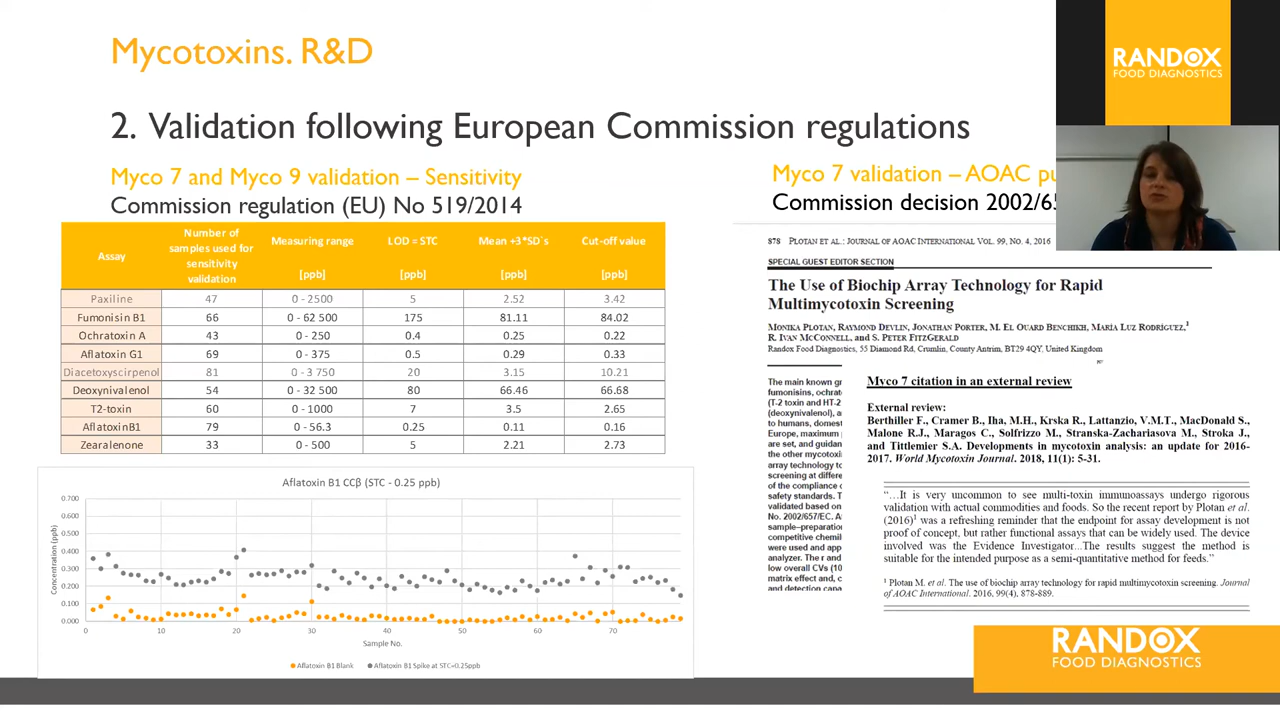 Mycotoxins. R&D
RANDOX
FOOD DIAGNOSTICS
2. Validation following European Commission regulations
Myco 7 and Myco 9 validation – Sensitivity
Commission regulation (EU) No 519/2014
Assay Number of samples used for sensitivity validation Measuring range [ppb] LOD = STC [ppb] Mean +3*SD`s [ppb] Cut-off value [ppb]
Paxiline 47 0 - 2500 5 2.52 3.42
Fumonisin B1 66 0 - 62 500 175 81.11 84.02
Ochratoxin A 43 0 - 250 0.4 0.25 0.22
Aflatoxin G1 69 0 - 375 0.5 0.29 0.33
Diacetoxyscirpenol 81 0 - 3 750 20 3.15 10.21
Deoxynivalenol 54 0 - 32.500 80 66.46 66.68
T2-toxin 60 0 - 1000 7 3.5 2.65
AflatoxinB1 79 0 - 56.3 0.25 0.11 0.16
Zearalenone 33 0 - 500 5 2.21 2.73
Aflatoxin B1 CCβ (STC - 0.25 ppb)
Concentration (ppb)
0.700
0.600
0.500
0.400
0.300
0.200
0.100
0.000
0 10 20 30 40 50 60 70
Sample No.
Aflatoxin B1 Blank Aflatoxin B1 Spike at STC=0.25ppb
Myco 7 validation – AOAC
Commission decision
878 PLOTAN ET AL.: JOURNAL OF AOAC INTERNATIONAL VOL. 99, NO. 4, 2016
SPECIAL GUEST EDITOR SECTION
The Use of Biochip Array Technology for Rapid
Multimycotoxin Screening
MONIKA PLOTAN, RAYMOND DEVLIN, JONATHAN PORTER, M. EL OUARD BENCHIKH, MARÍA LUZ RODRÍGUEZ,¹
R. IVAN MCCONNELL, and S. PETER FITZGERALD
Randox Food Diagnostics, 55 Diamond Rd, Crumlin, County Antrim, BT29 4QY, United Kingdom
The main known
fumonisins,
(T-2 toxin and HT-2
(deoxynivalenol),
to humans,
Europe, maximum
are set, and
the other
array technology
screening at
of the compliance
safety standards.
validated based on
No. 2002/657/EC.
sample–preparation
competitive
were used and
analyzer. The
low overall CVs
matrix effect and,
and detection
Myco 7 citation in an external review
External review:
Berthiller F., Cramer B., Iha, M.H., Krska R., Lattanzio, V.M.T., MacDonald S.,
Malone R.J., Maragos C., Solfrizzo M., Stranska-Zachariasova M., Stroka J.,
and Tittlemier S.A. Developments in mycotoxin analysis: an update for 2016-
2017. World Mycotoxin Journal. 2018, 11(1): 5-31.
“…It is very uncommon to see multi-toxin immunoassays undergo rigorous
validation with actual commodities and foods. So the recent report by Plotan et al.
(2016)¹ was a refreshing reminder that the endpoint for assay development is not
proof of concept, but rather functional assays that can be widely used. The device
involved was the Evidence Investigator...The results suggest the method is
suitable for the intended purpose as a semi-quantitative method for feeds.”
¹ Plotan M. et al. The use of biochip array technology for rapid multimycotoxin screening. Journal
of AOAC International. 2016, 99(4), 878-889.
RANDOX
FOOD DIAGNOSTICS